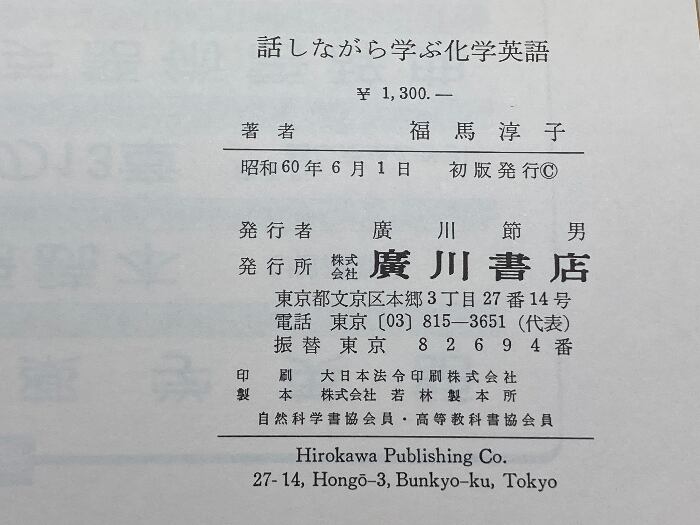 話しながら学ぶ化学英語
¥ 1,300.—
著者 福馬淳子
昭和60年6月1日 初版発行©
発行者 廣川節男
発行所 株式会社 廣川書店
東京都文京区本郷3丁目27番14号
電話 東京〔03〕815—3651(代表)
振替 東京 82694番
印刷 大日本法令印刷株式会社
製本 株式会社 若林製本所
自然科学書協会員・高等教科書協会員
Hirokawa Publishing Co.
27-14, Hongō–3, Bunkyo–ku, Tokyo